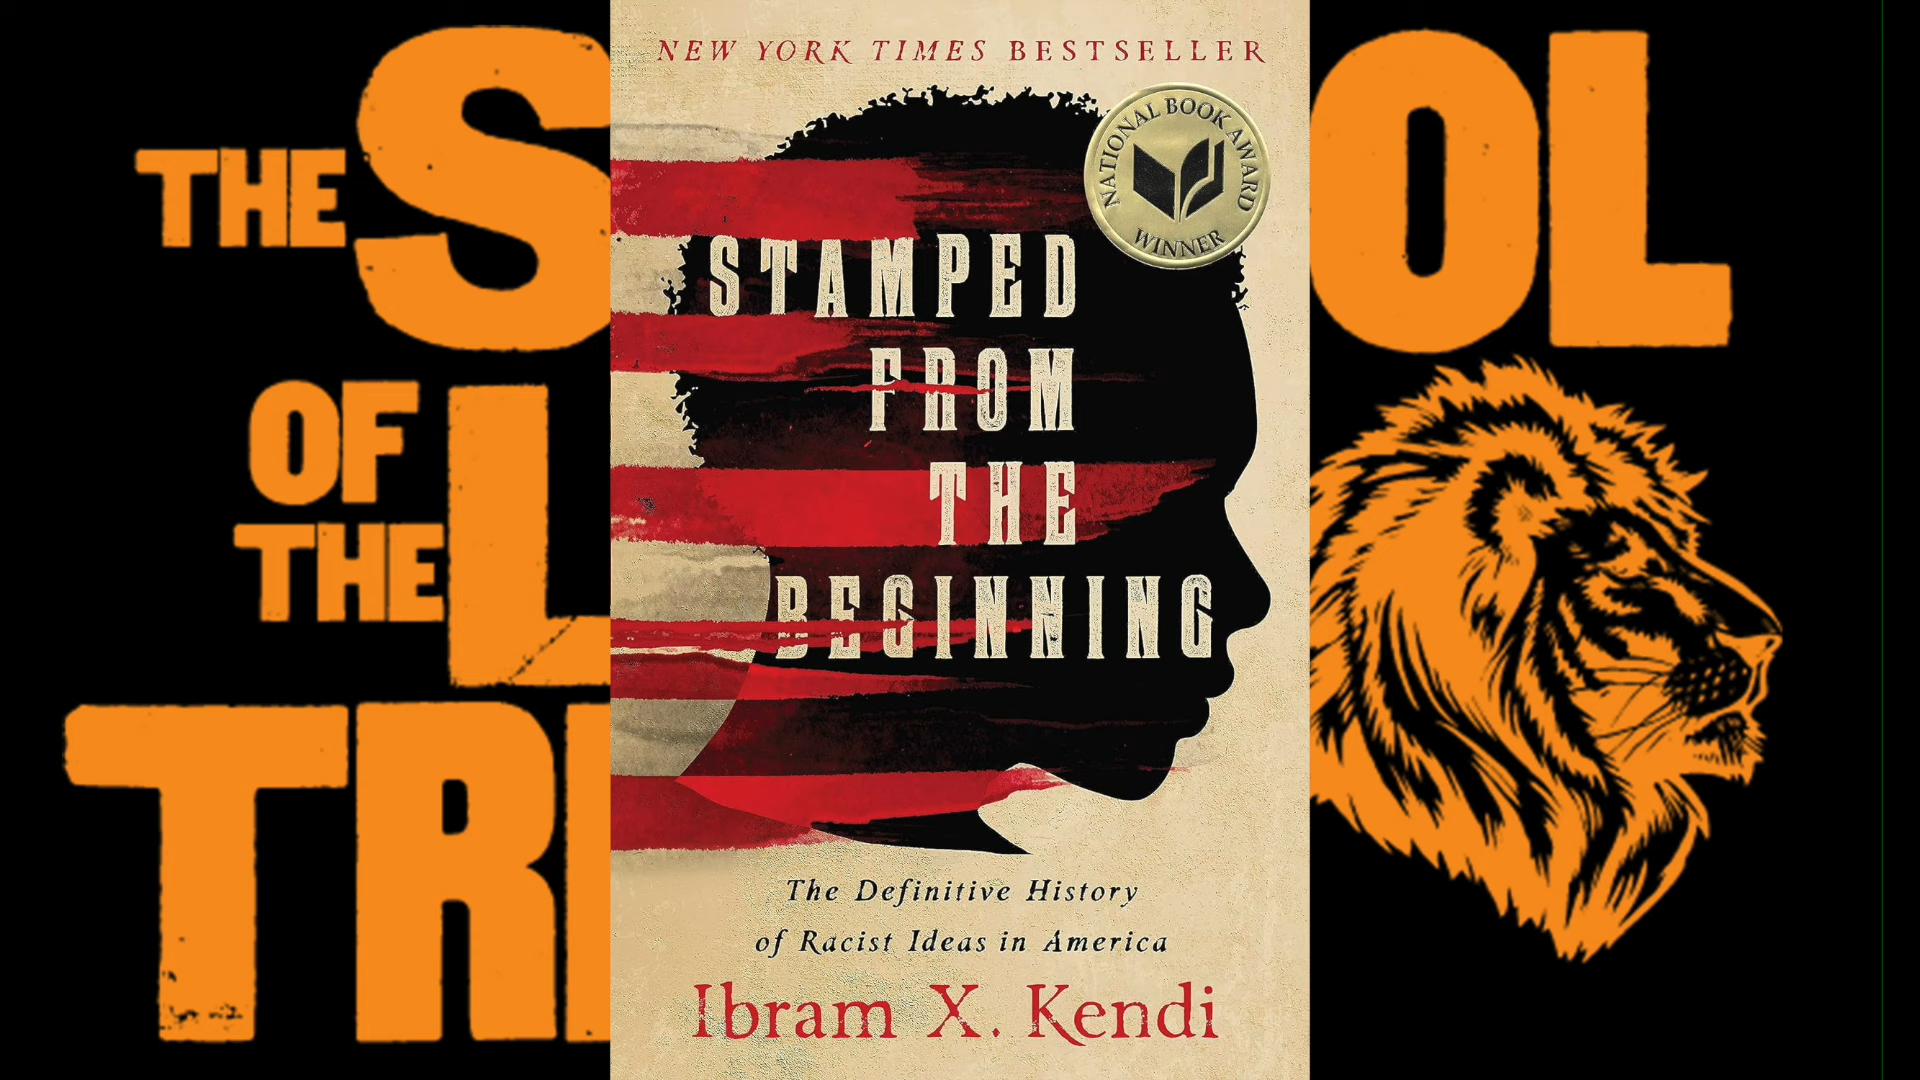 THE S
OL
OF
THE L
TR
NEW YORK TIMES BESTSELLER
NATIONAL BOOK AWARD
WINNER
STAMPED
FROM
THE
BEGINNING
The Definitive History
of Racist Ideas in America
Ibram X. Kendi